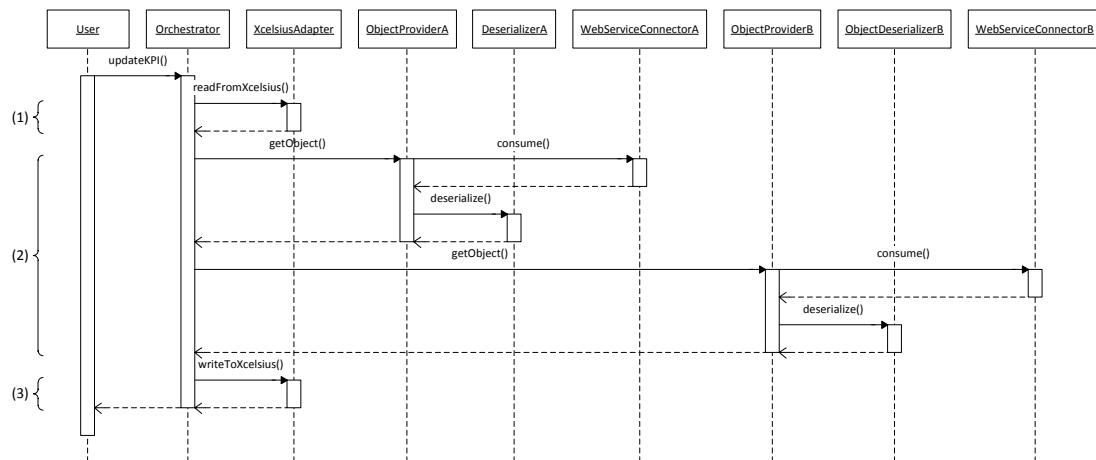 User
Orchestrator
XcelsiusAdapter
ObjectProviderA
DeserializerA
WebServiceConnectorA
ObjectProviderB
ObjectDeserializerB
WebServiceConnectorB
updateKPI()
readFromXcelsius()
(1)
getObject()
consume()
deserialize()
(2)
getObject()
consume()
deserialize()
writeToXcelsius()
(3)